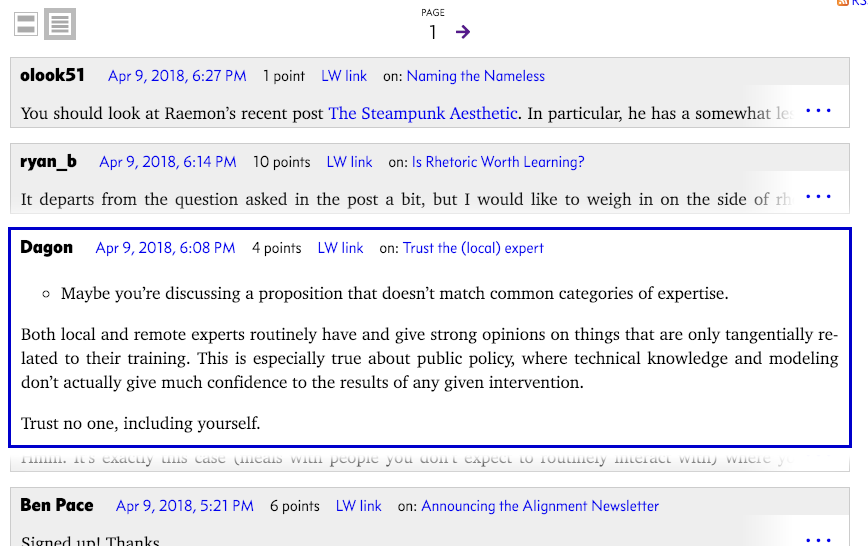 RS
PAGE
1
olook51 Apr 9, 2018, 6:27 PM 1 point LW link on: Naming the Nameless
You should look at Raemon’s recent post The Steampunk Aesthetic. In particular, he has a somewhat
ryan_b Apr 9, 2018, 6:14 PM 10 points LW link on: Is Rhetoric Worth Learning?
It departs from the question asked in the post a bit, but I would like to weigh in on the side of
Dagon Apr 9, 2018, 6:08 PM 4 points LW link on: Trust the (local) expert
Maybe you’re discussing a proposition that doesn’t match common categories of expertise.
Both local and remote experts routinely have and give strong opinions on things that are only tangentially re-
lated to their training. This is especially true about public policy, where technical knowledge and modeling
don’t actually give much confidence to the results of any given intervention.
Trust no one, including yourself.
Hmm. It’s exactly this case (meals with people you don’t expect to routinely interact with) where
Ben Pace Apr 9, 2018, 5:21 PM 6 points LW link on: Announcing the Alignment Newsletter
Signed up! Thanks